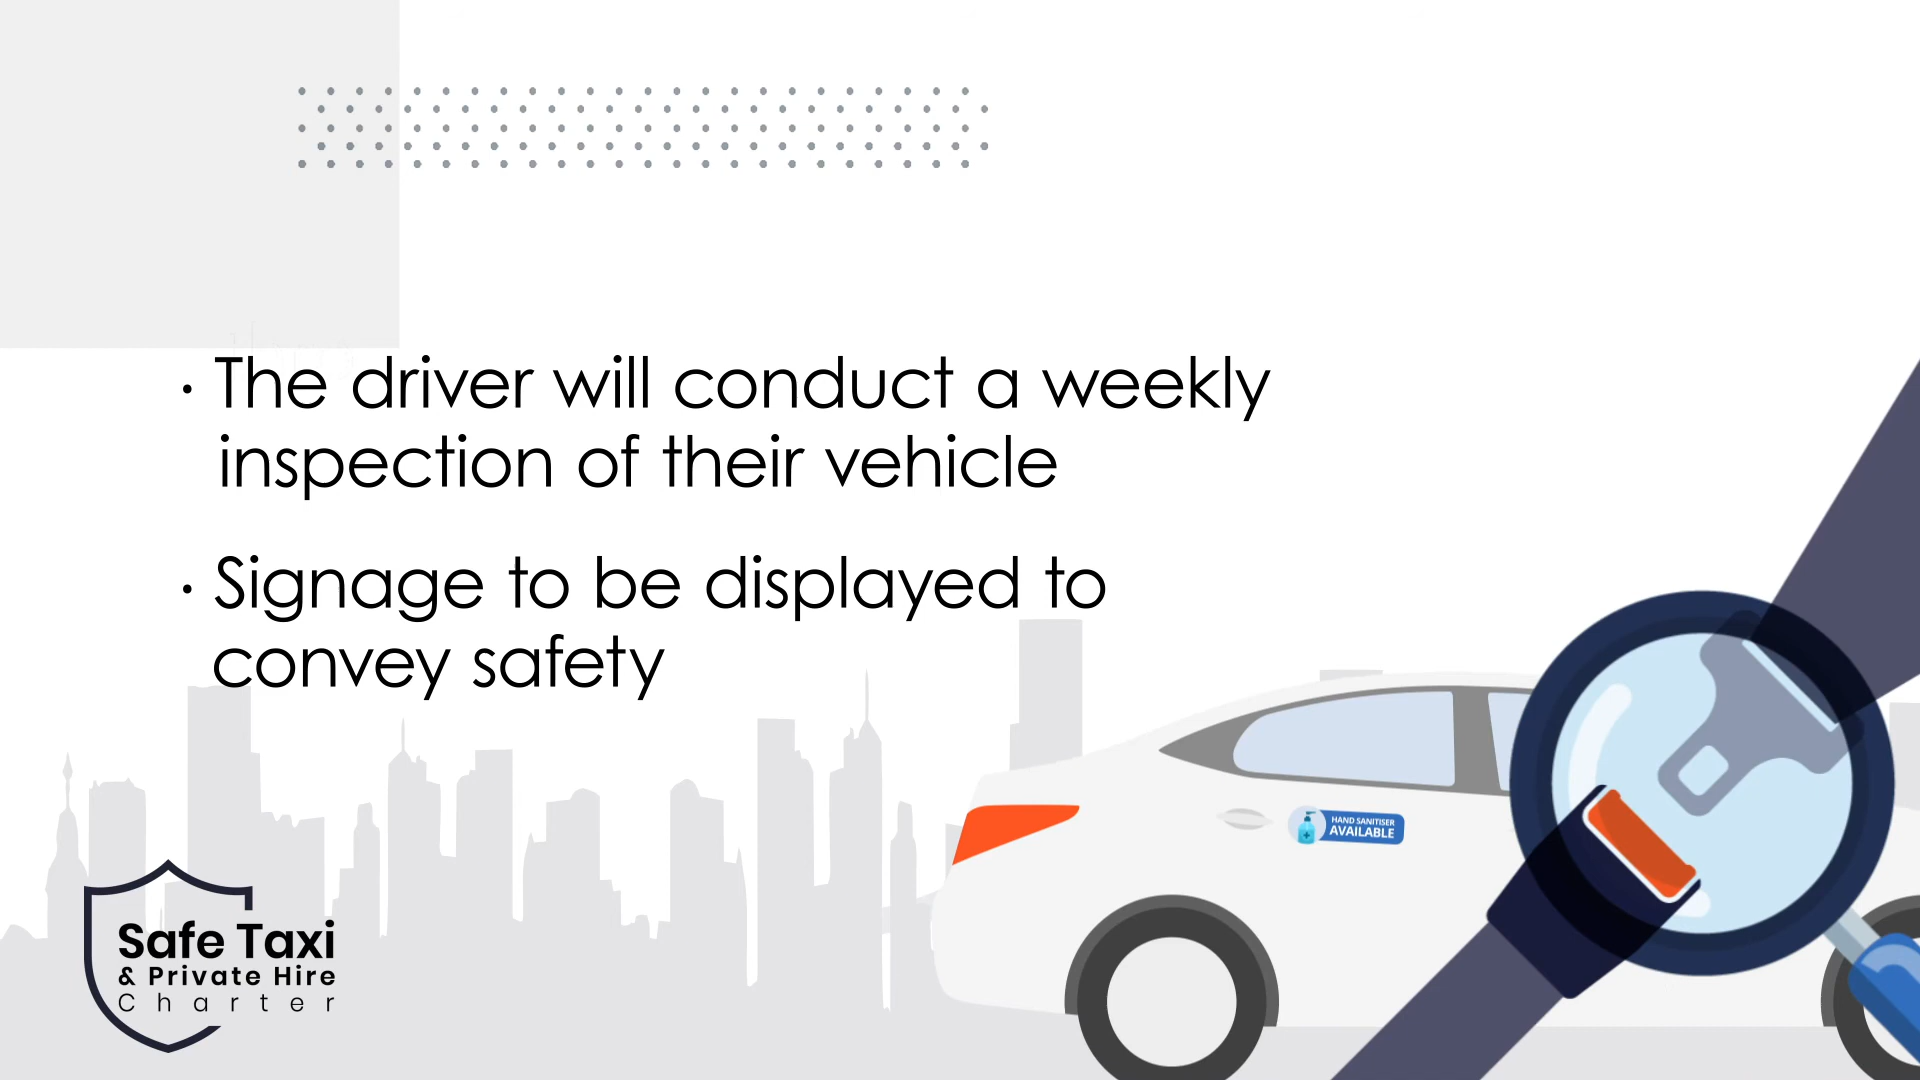 · The driver will conduct a weekly
inspection of their vehicle
· Signage to be displayed to
convey safety
HAND SANITISER
AVAILABLE
Safe Taxi
& Private Hire
Charter